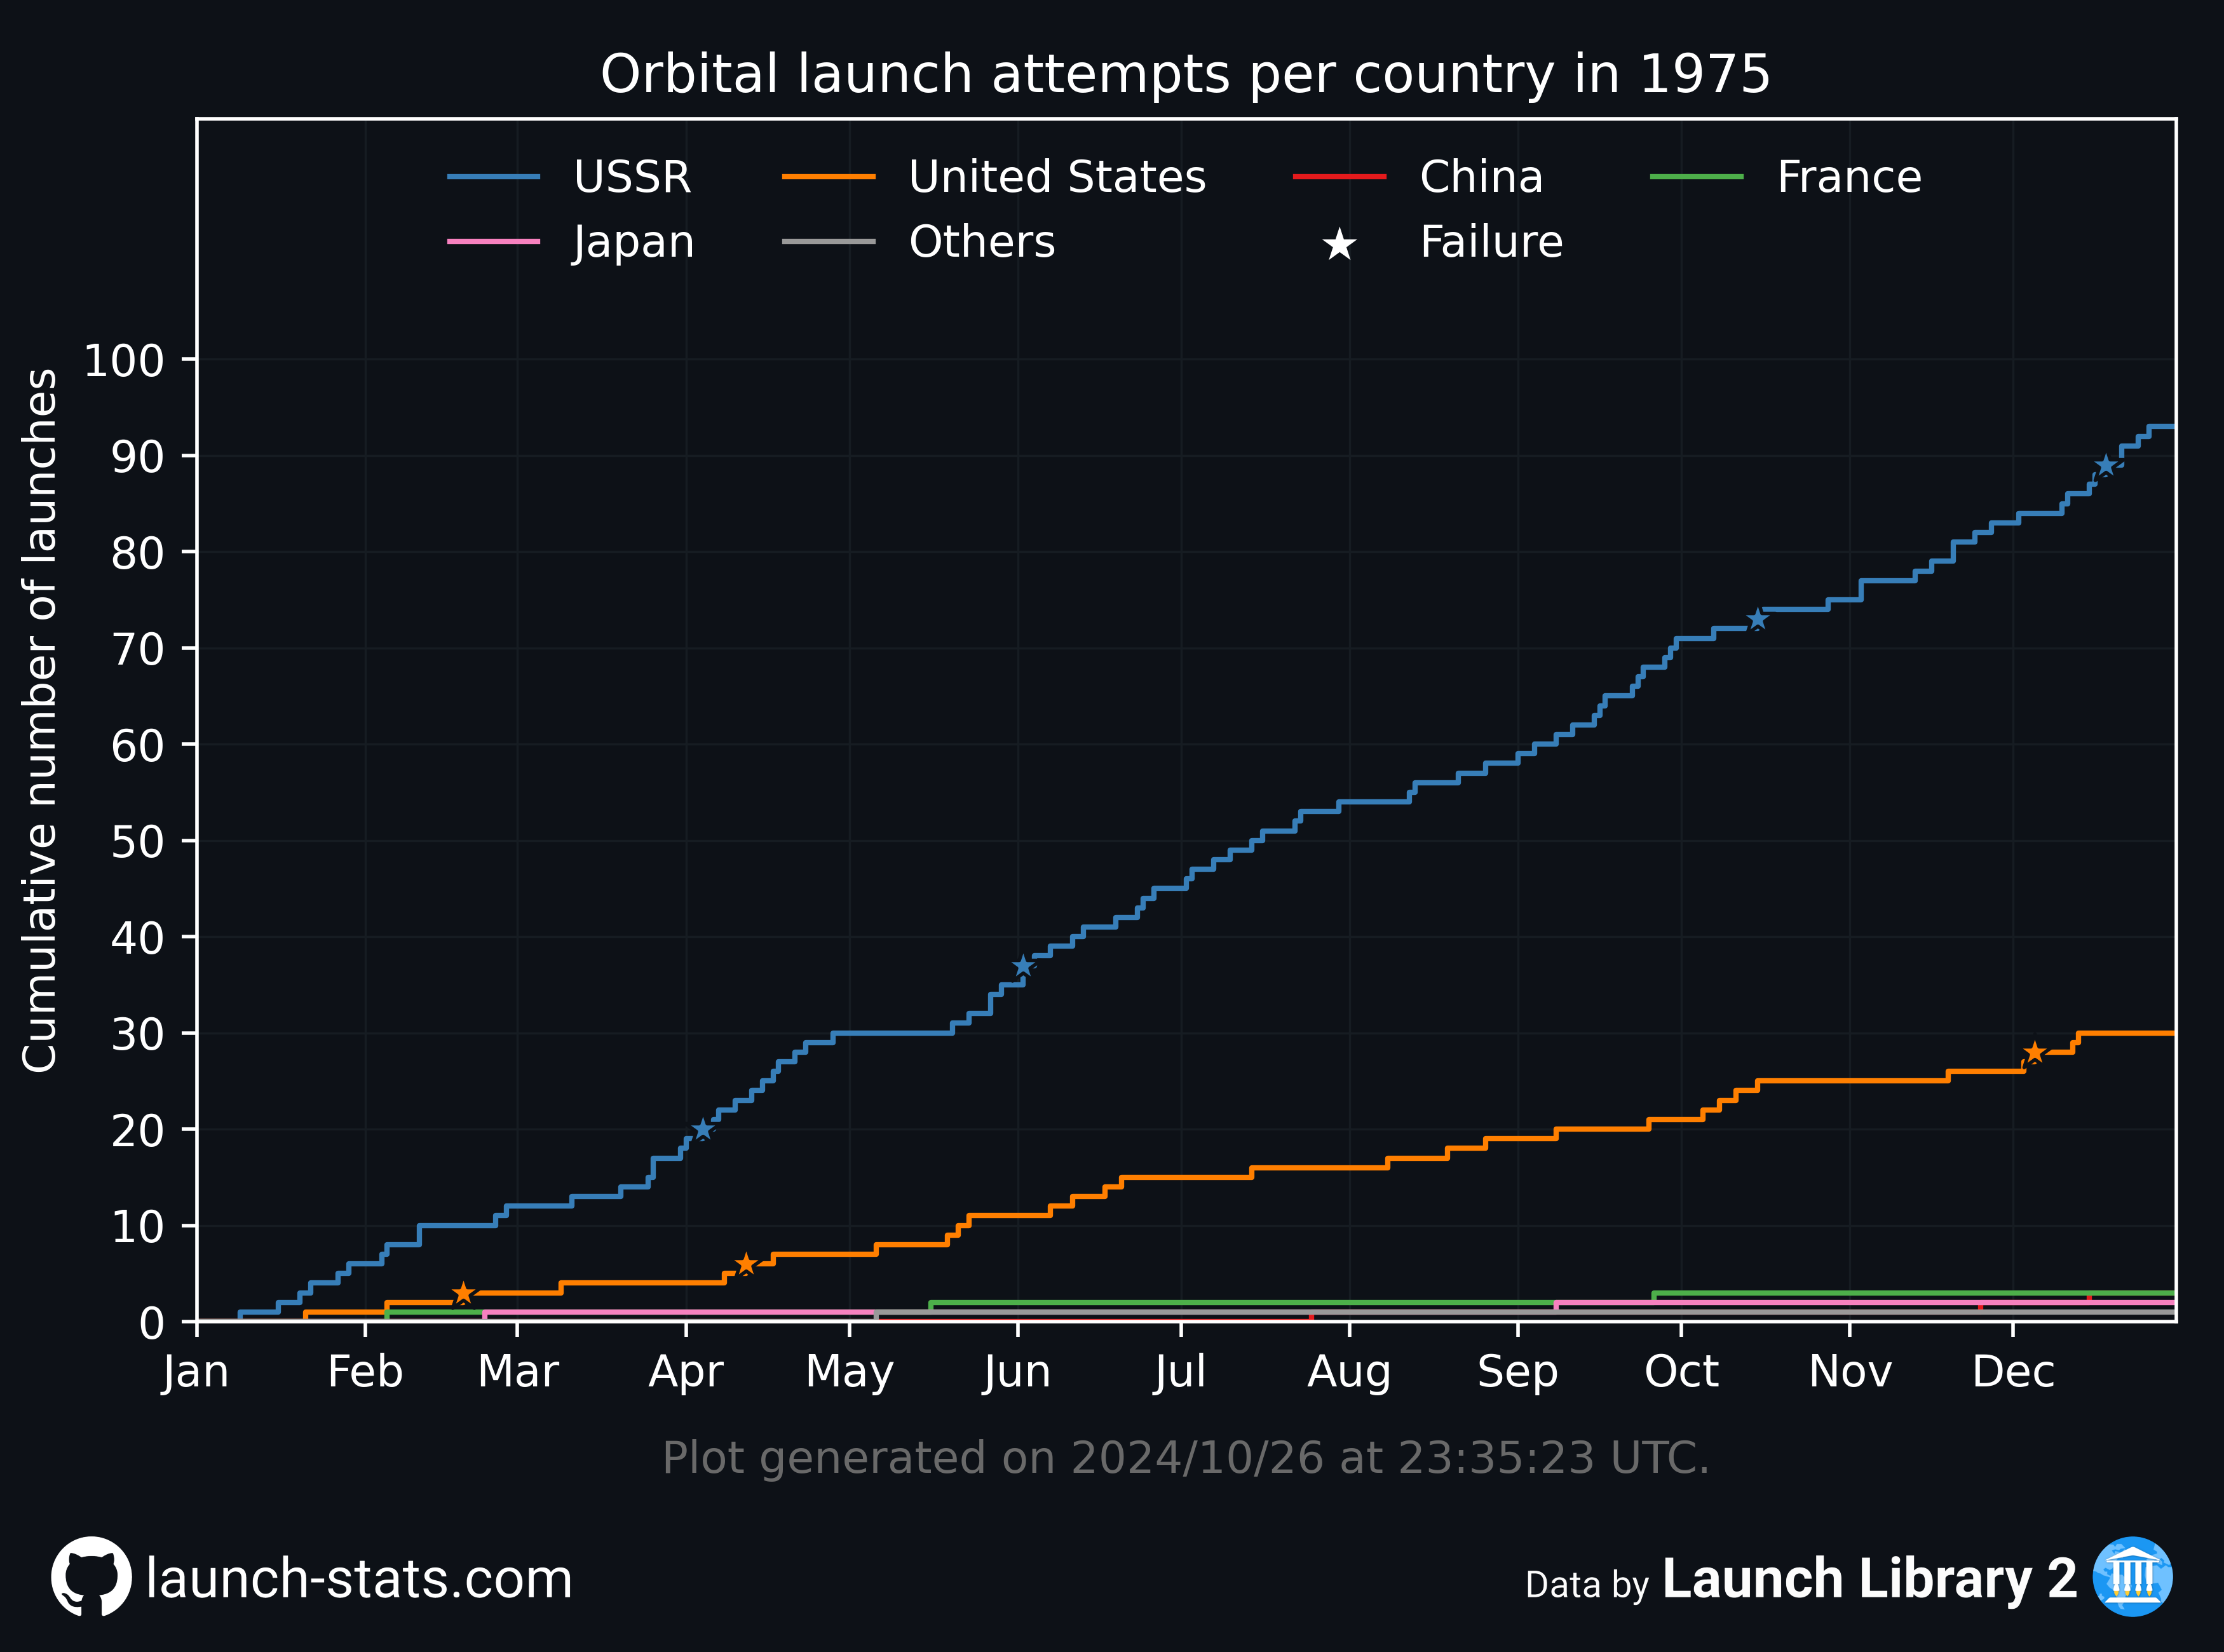 Orbital launch attempts per country in 1975
USSR United States China France
Japan Others Failure
Cumulative number of launches
100
90
80
70
60
50
40
30
20
10
0
Jan Feb Mar Apr May Jun Jul Aug Sep Oct Nov Dec
Plot generated on 2024/10/26 at 23:35:23 UTC.
launch-stats.com
Data by Launch Library 2